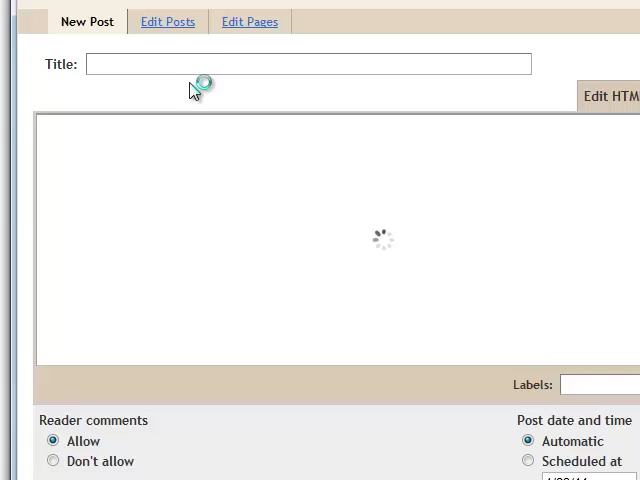 New Post Edit Posts Edit Pages
Title:
Edit HTM
Labels:
Reader comments Post date and time
Allow Automatic
Don't allow Scheduled at